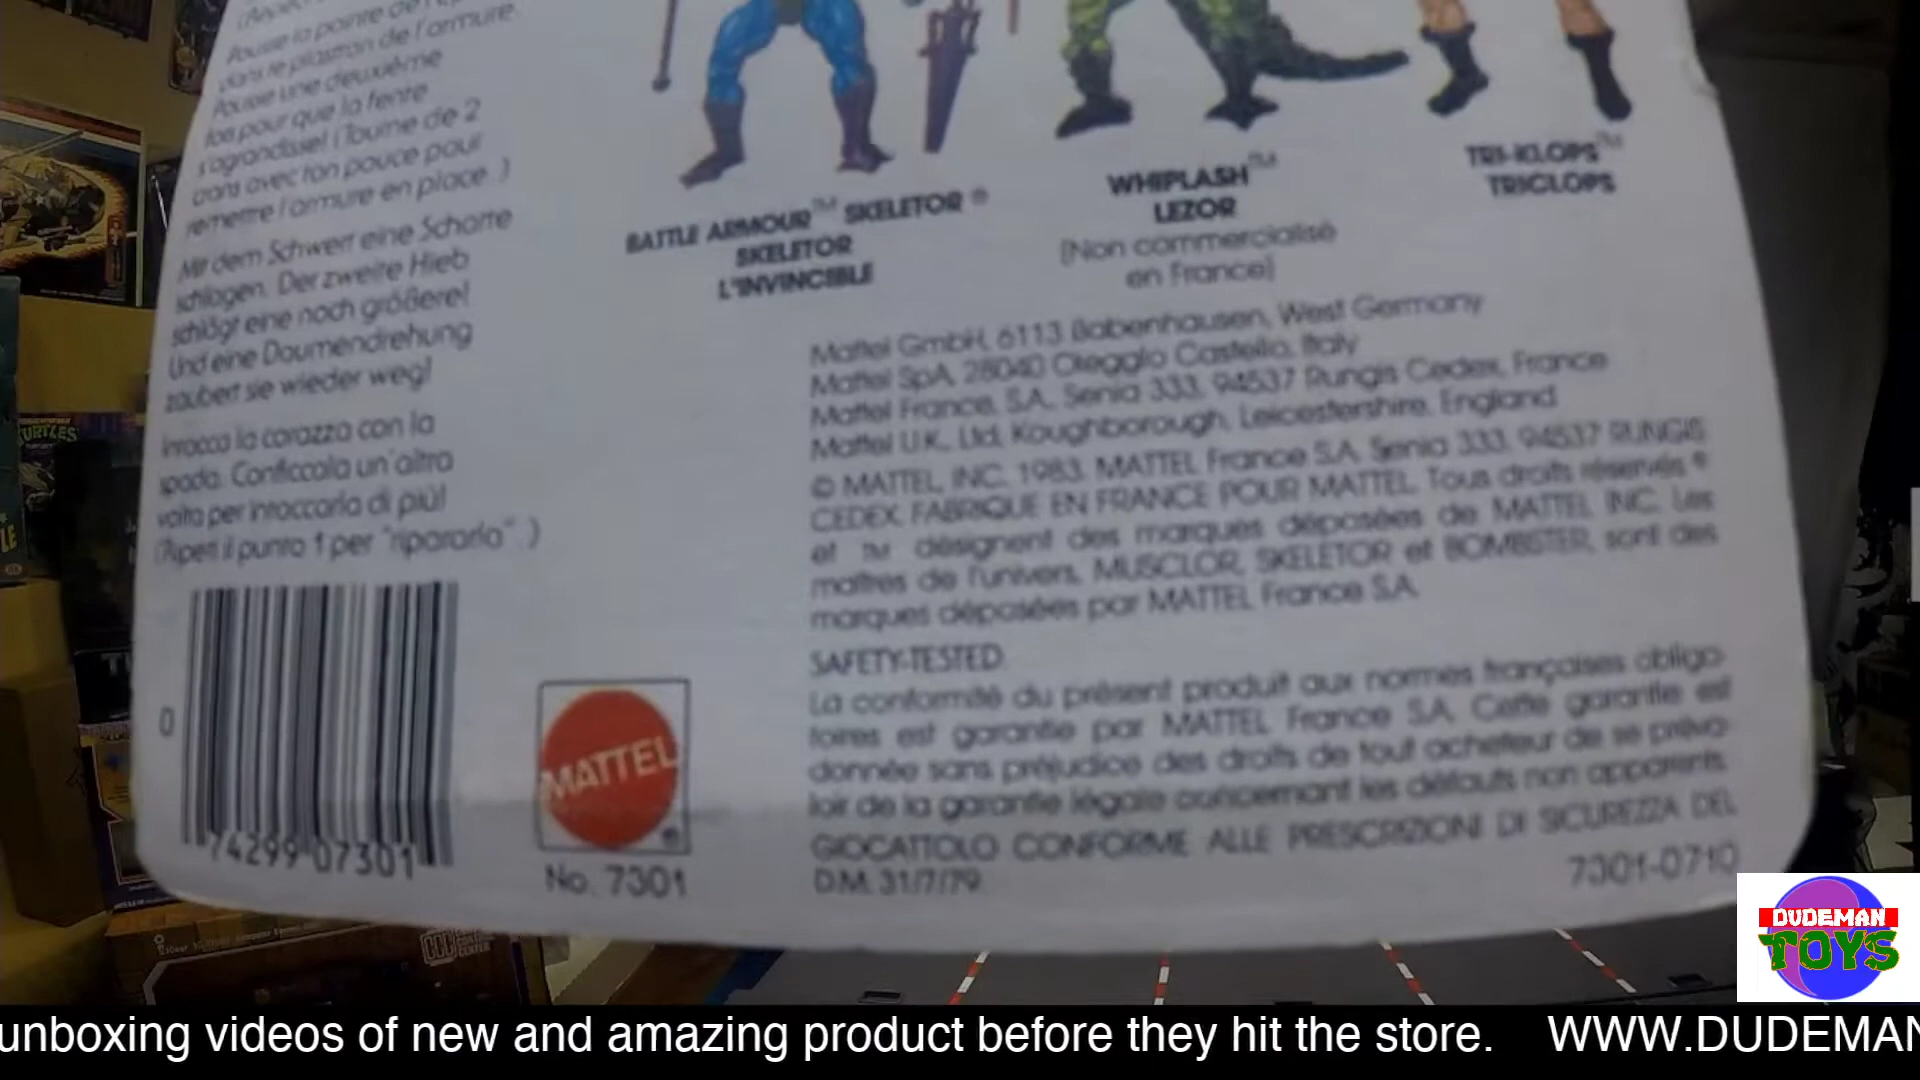 Pousse la pointe de l'
dans le plastron de l'armure.
Pousse une deuxième
fois pour que la fente
s'agrandisse! (Tourne de 2
crans avec ton pouce pour
remettre l'armure en place.)
Mit dem Schwert eine Scharte
schlagen. Der zweite Hieb
schlägt eine noch größere!
Und eine Daumendrehung
zaubert sie wieder weg!
Intacca la corazza con la
spada. Conficcala un'altra
volta per intaccarla di più!
(Ripeti il punto 1 per "ripararla".)
0
74299 07301
MATTEL ®
No. 7301
BATTLE ARMOUR™ SKELETOR®
SKELETOR
L'INVINCIBLE
WHIPLASH™
LEZOR
(Non commercialisé
en France)
TRI-KLOPS™
TRICLOPS
Mattel GmbH, 6113 Babenhausen, West Germany
Mattel SpA, 28040 Oleggio Castello, Italy
Mattel France, S.A., Senia 333, 94537 Rungis Cedex, France
Mattel U.K., Ltd, Loughborough, Leicestershire, England
© MATTEL, INC. 1983. MATTEL France S.A. Senia 333, 94537 RUNGIS
CEDEX. FABRIQUE EN FRANCE POUR MATTEL. Tous droits réservés ®
et TM désignent des marques déposées de MATTEL INC. Les
maîtres de l'univers, MUSCLOR, SKELETOR et BOMBSTER, sont des
marques déposées par MATTEL France S.A.
SAFETY-TESTED.
La conformité du présent produit aux normes françaises obliga-
toires est garantie par MATTEL France S.A. Cette garantie est
donnée sans préjudice des droits de tout acheteur de se préva-
loir de la garantie légale concernant les défauts non apparents.
GIOCATTOLO CONFORME ALLE PRESCRIZIONI DI SICUREZZA DEL
D.M. 31/7/79.
7301-0710
TURTLES
DUDEMAN
TOYS
unboxing videos of new and amazing product before they hit the store. WWW.DUDEMAN